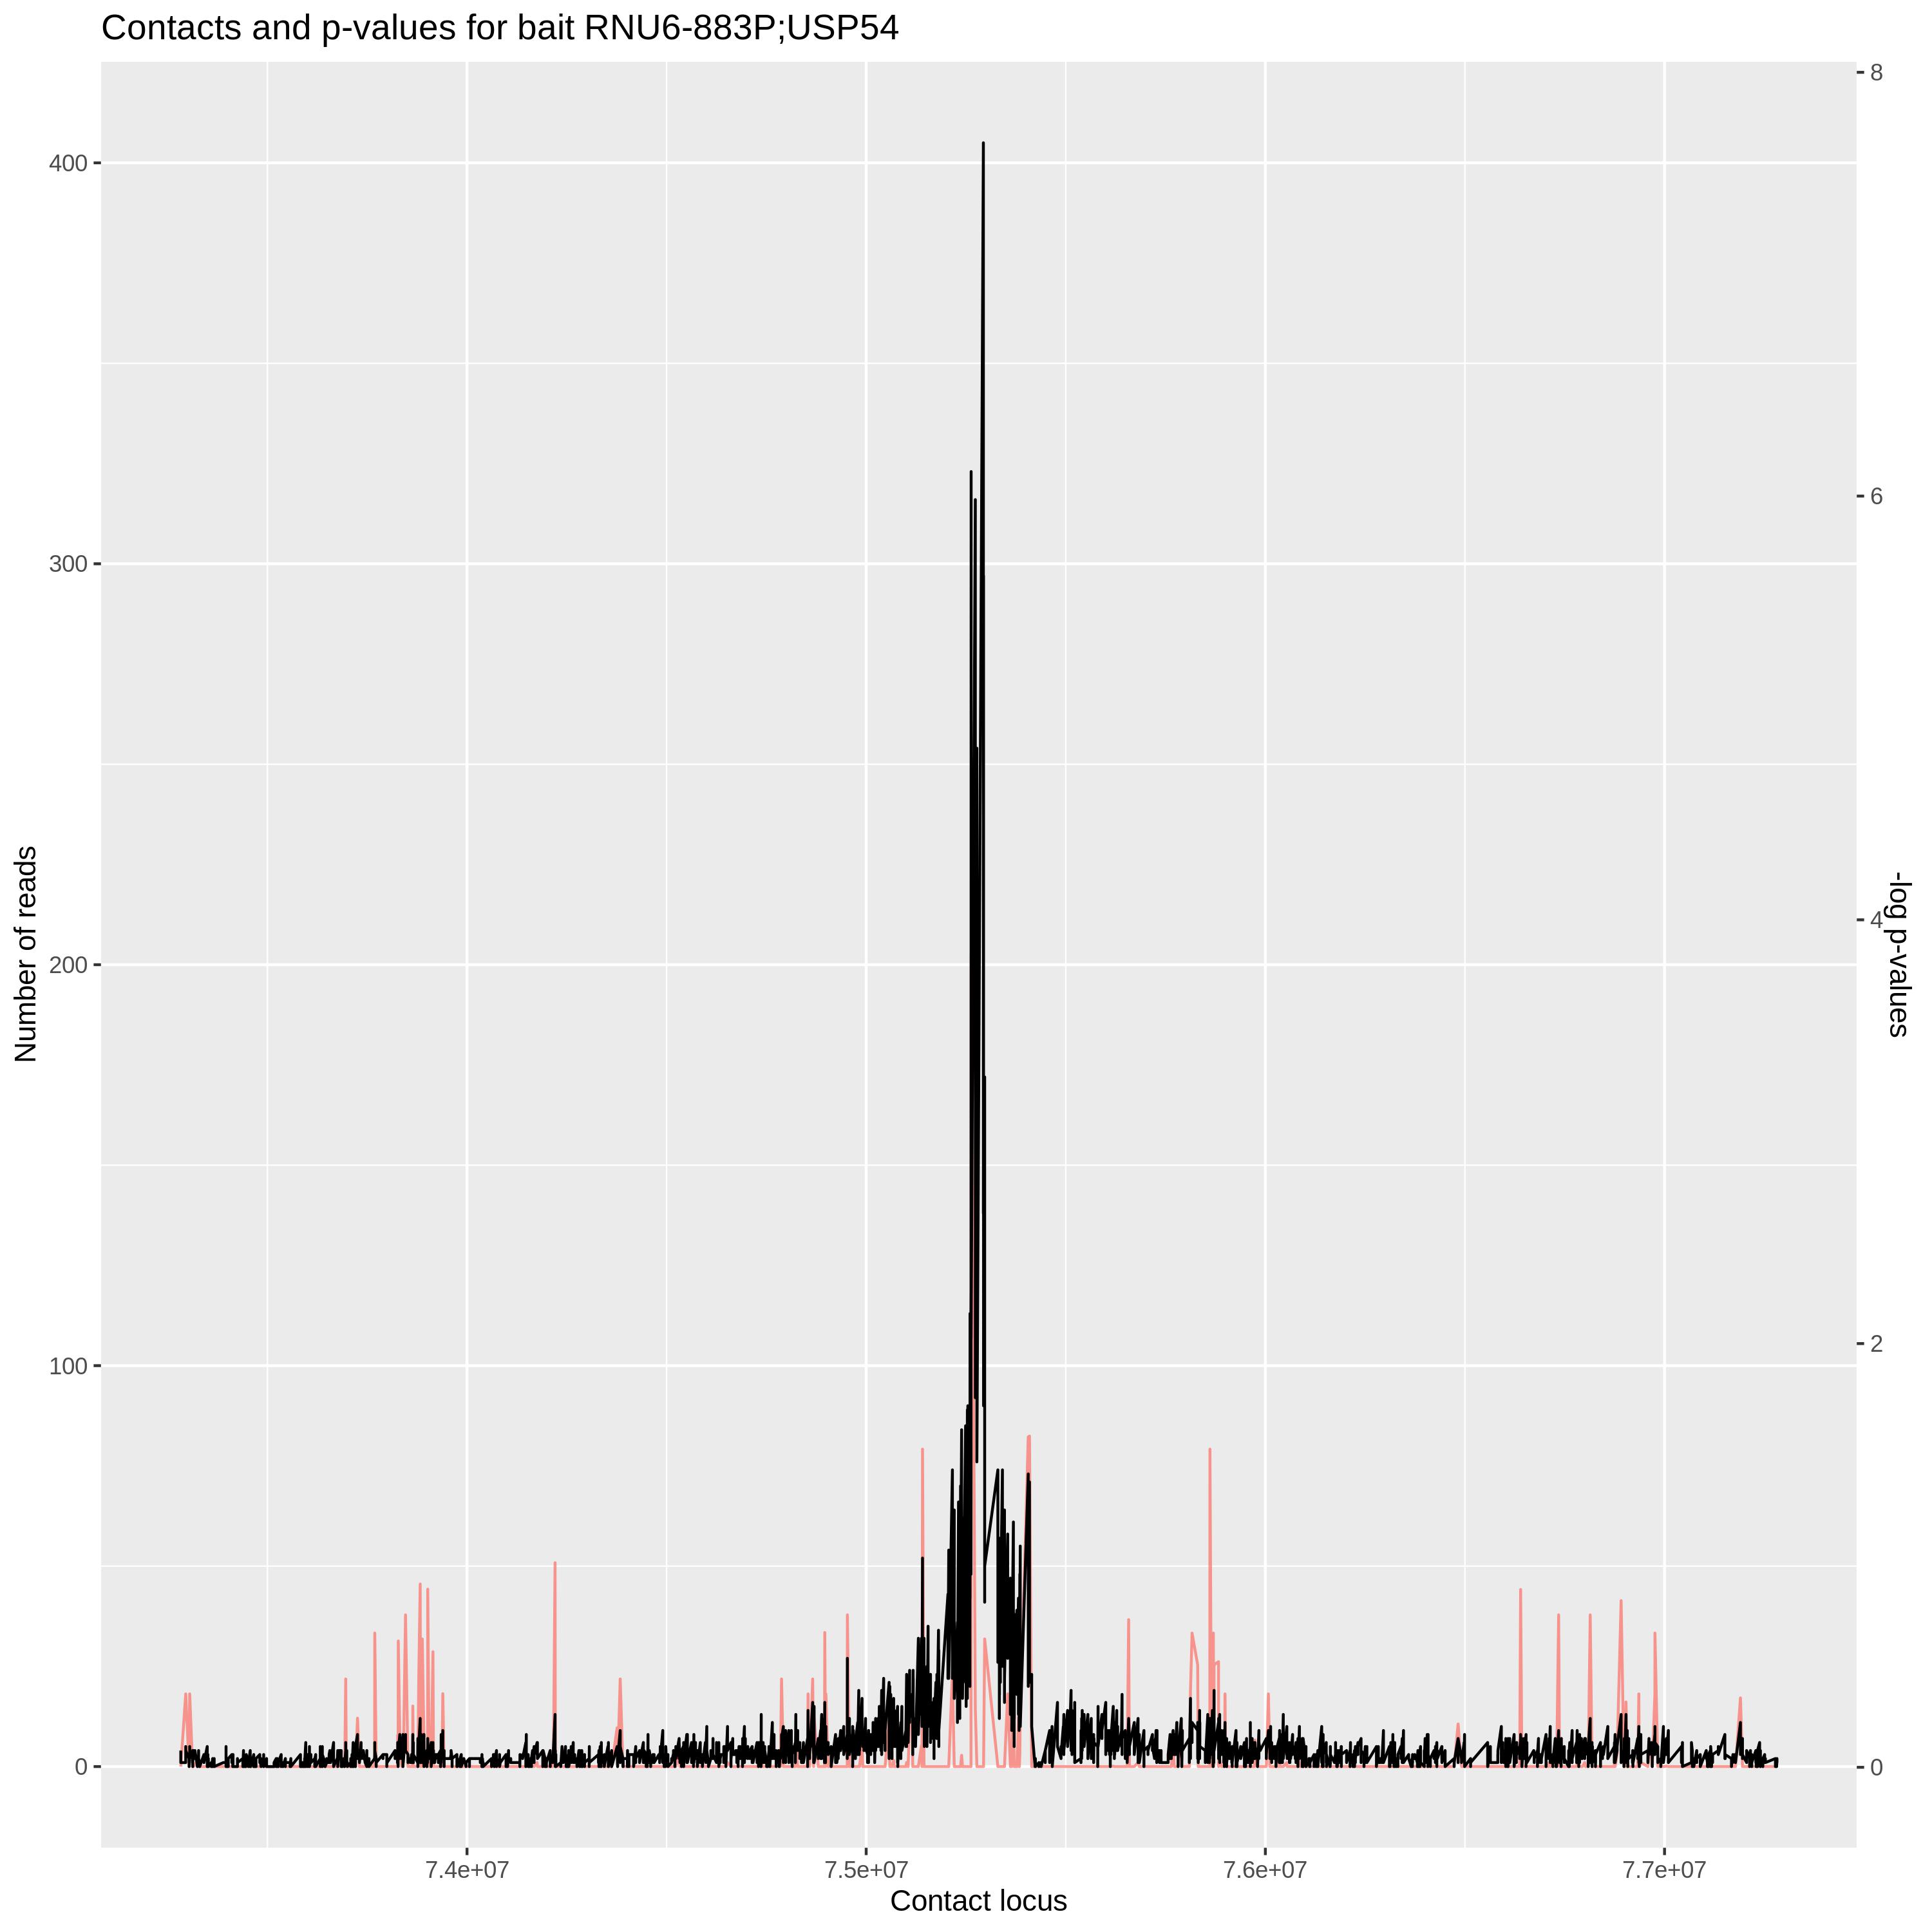 Contacts and p-values for bait RNU6-883P;USP54
8
400
6
300
Number of reads
-log p-values
4
200
2
100
0
0
7.4e+07
7.5e+07
7.6e+07
7.7e+07
Contact locus